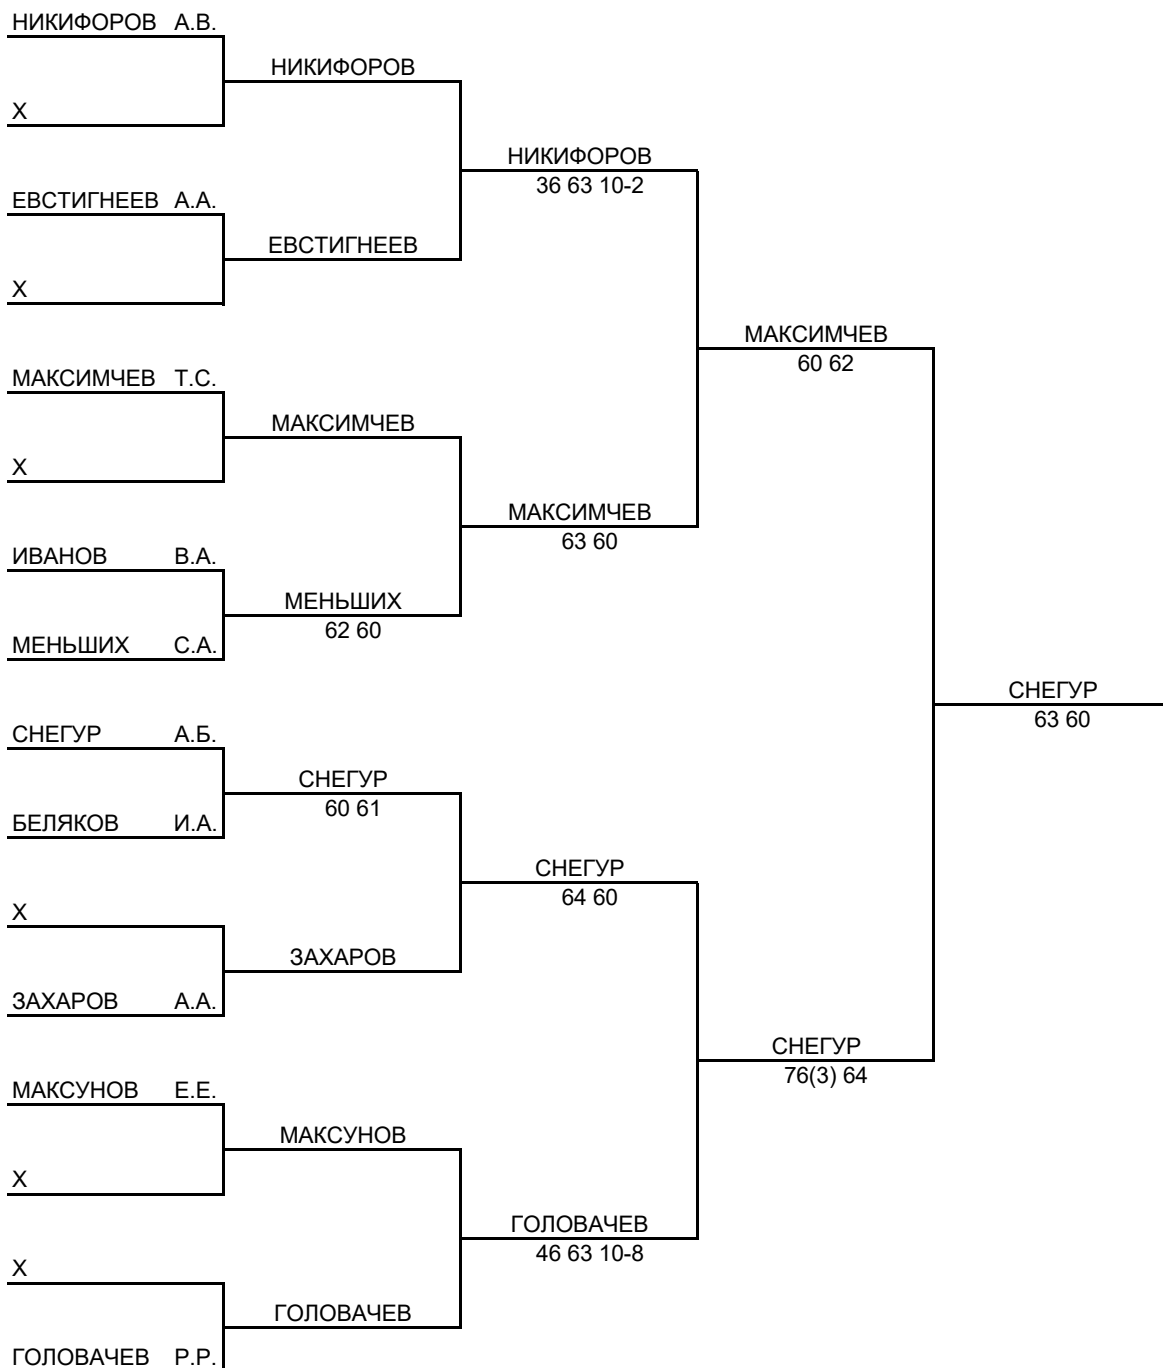 НИКИФОРОВ А.В.
НИКИФОРОВ
X
НИКИФОРОВ
36 63 10-2
ЕВСТИГНЕЕВ А.А.
ЕВСТИГНЕЕВ
X
МАКСИМЧЕВ
60 62
МАКСИМЧЕВ Т.С.
МАКСИМЧЕВ
X
МАКСИМЧЕВ
63 60
ИВАНОВ В.А.
МЕНЬШИХ
62 60
МЕНЬШИХ С.А.
СНЕГУР
63 60
СНЕГУР А.Б.
СНЕГУР
60 61
БЕЛЯКОВ И.А.
СНЕГУР
64 60
X
ЗАХАРОВ
ЗАХАРОВ А.А.
СНЕГУР
76(3) 64
МАКСУНОВ Е.Е.
МАКСУНОВ
X
ГОЛОВАЧЕВ
46 63 10-8
X
ГОЛОВАЧЕВ
ГОЛОВАЧЕВ Р.Р.